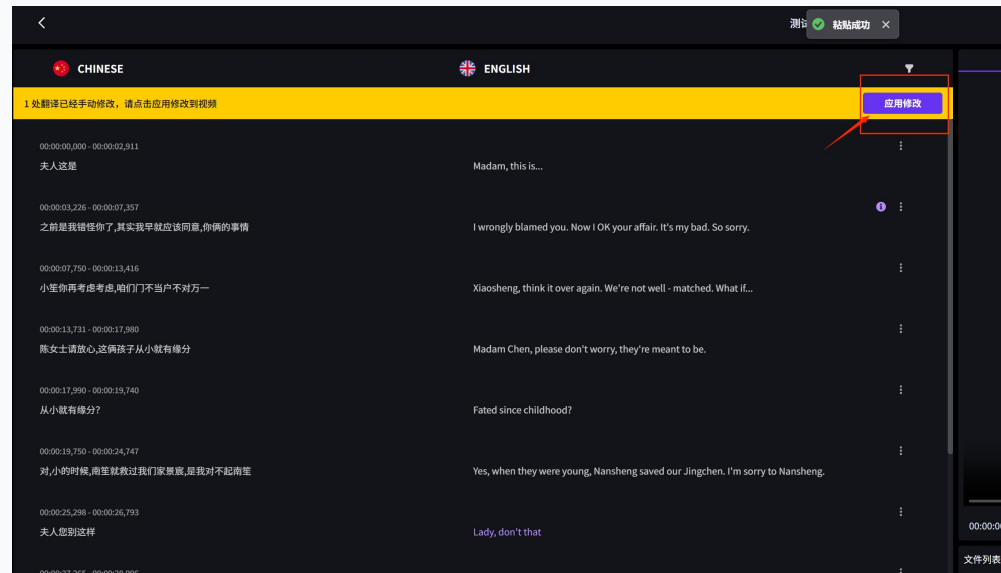 测试
粘贴成功
CHINESE
ENGLISH
1 处翻译已经手动修改，请点击应用修改到视频
应用修改
00:00:00,000 - 00:00:02,911
夫人这是
Madam, this is...
00:00:03,226 - 00:00:07,357
之前是我错怪你了,其实我早就应该同意,你俩的事情
I wrongly blamed you. Now I OK your affair. It's my bad. So sorry.
00:00:07,750 - 00:00:13,416
小笙你再考虑考虑,咱们门不当户不对万一
Xiaosheng, think it over again. We're not well - matched. What if...
00:00:13,731 - 00:00:17,980
陈女士请放心,这俩孩子从小就有缘分
Madam Chen, please don't worry, they're meant to be.
00:00:17,990 - 00:00:19,740
从小就有缘分?
Fated since childhood?
00:00:19,750 - 00:00:24,747
对,小的时候,南笙就救过我们家景宸,是我对不起南笙
Yes, when they were young, Nansheng saved our Jingchen. I'm sorry to Nansheng.
00:00:25,298 - 00:00:26,793
夫人您别这样
Lady, don't that
00:00:0
文件列表